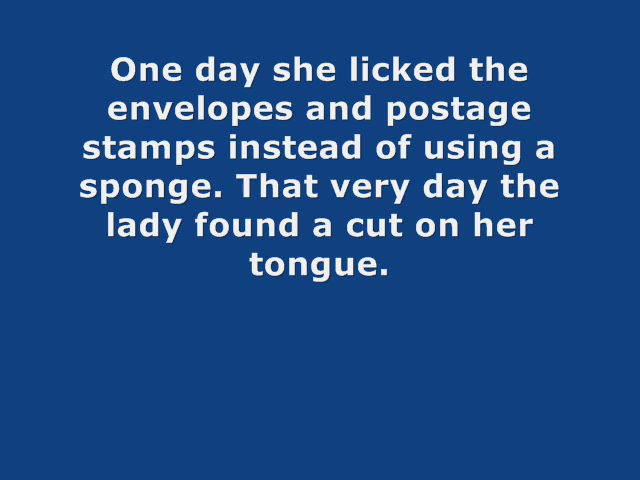 One day she licked the
envelopes and postage
stamps instead of using a
sponge. That very day the
lady found a cut on her
tongue.